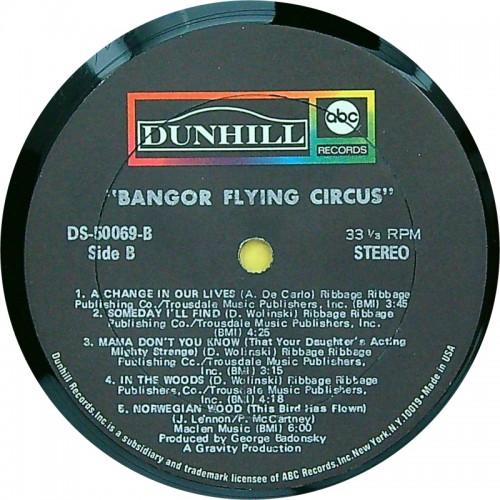 DUNHILL
abc
RECORDS
"BANGOR FLYING CIRCUS"
DS-50069-B
Side B
33 ⅓ RPM
STEREO
1. A CHANGE IN OUR LIVES (A. De Carlo) Ribbage Ribbage
Publishing Co./Trousdale Music Publishers, Inc. (BMI) 3:45
2. SOMEDAY I'LL FIND (D. Wolinski) Ribbage Ribbage
Publishing Co./Trousdale Music Publishers, Inc.
(BMI) 4:25
3. MAMA DON'T YOU KNOW (That Your Daughter's Acting
Mighty Strange) (D. Wolinski) Ribbage Ribbage
Publishing Co./Trousdale Music Publishers,
Inc. (BMI) 3:15
4. IN THE WOODS (D. Wolinski) Ribbage Ribbage
Publishing Co./Trousdale Music Publishers,
Inc. (BMI) 4:18
5. NORWEGIAN WOOD (This Bird Has Flown)
(J. Lennon/P. McCartney)
Maclen Music (BMI) 6:00
Produced by George Badonsky
A Gravity Production
Dunhill Records, Inc. is a subsidiary and trademark licensee of ABC Records, Inc. New York, N.Y. 10019 • Made in USA